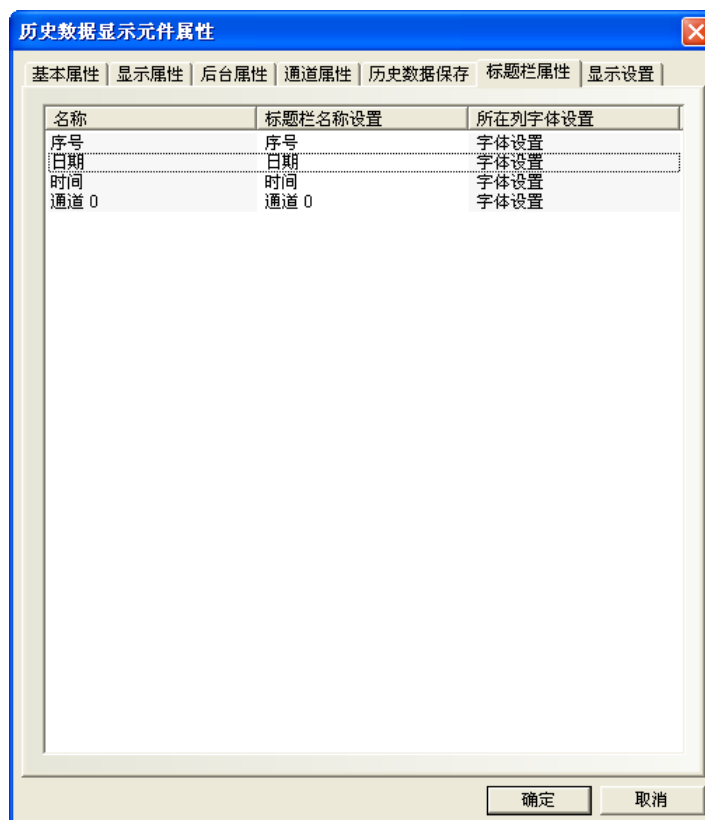 历史数据显示元件属性
基本属性 显示属性 后台属性 通道属性 历史数据保存 标题栏属性 显示设置
名称 标题栏名称设置 所在列字体设置
序号 序号 字体设置
日期 日期 字体设置
时间 时间 字体设置
通道 0 通道 0 字体设置
确定 取消